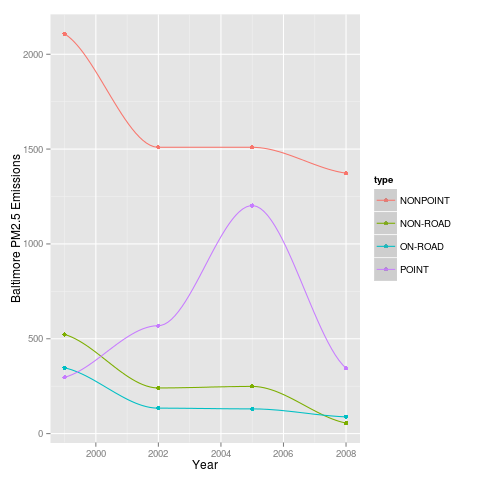 Baltimore PM2.5 Emissions
2000
1500
1000
500
0
2000
2002
2004
2006
2008
Year
type
NONPOINT
NON-ROAD
ON-ROAD
POINT